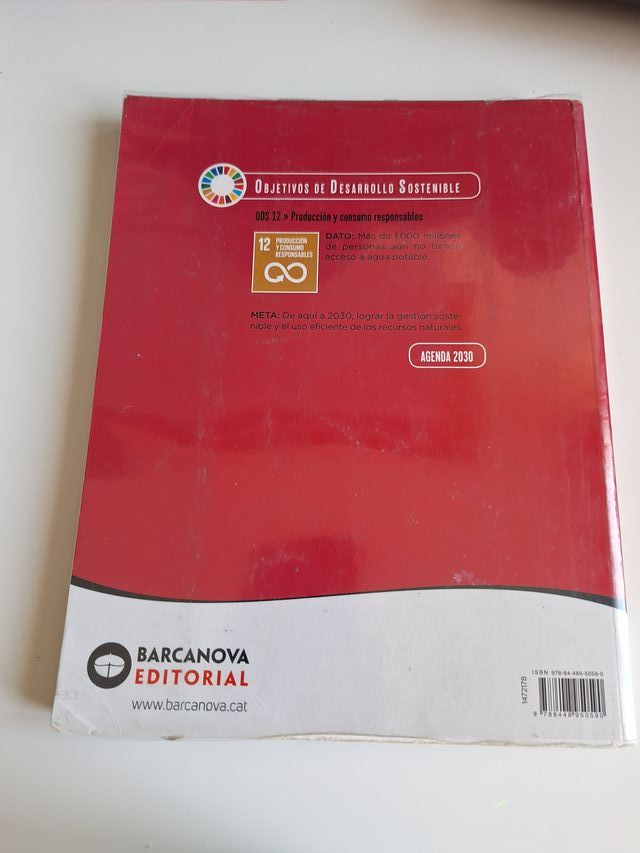 OBJETIVOS DE DESARROLLO SOSTENIBLE
ODS 12 » Producción y consumo responsables
12 PRODUCCIÓN
Y CONSUMO
RESPONSABLES
DATO: Más de 1.000 millones
de personas aún no tienen
acceso a agua potable.
META: De aquí a 2030, lograr la gestión soste-
nible y el uso eficiente de los recursos naturales.
AGENDA 2030
BARCANOVA
EDITORIAL
www.barcanova.cat
1472178
ISBN 978-84-489-5059-0
9 788448 950590